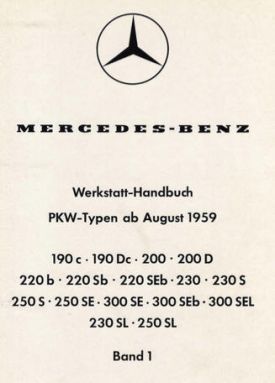 MERCEDES-BENZ
Werkstatt-Handbuch
PKW-Typen ab August 1959
190 c · 190 Dc · 200 · 200 D
220 b · 220 Sb · 220 SEb · 230 · 230 S
250 S · 250 SE · 300 SE · 300 SEb · 300 SEL
230 SL · 250 SL
Band 1